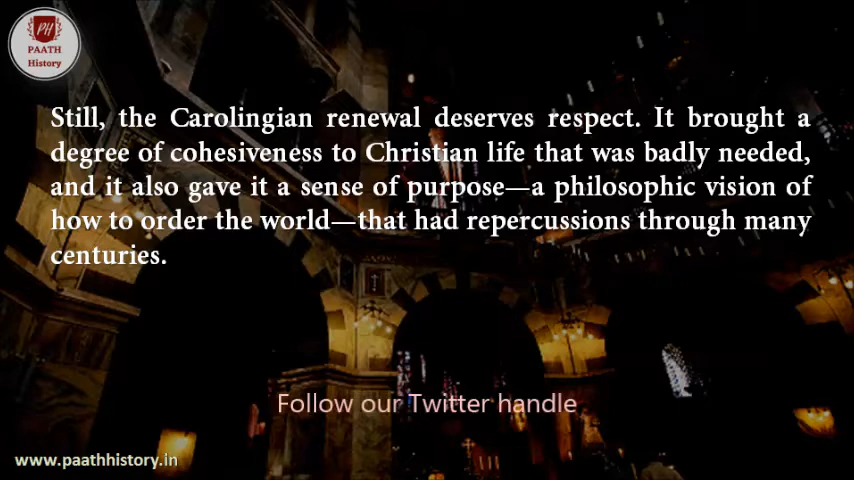 PH
PAATH
History
Still, the Carolingian renewal deserves respect. It brought a
degree of cohesiveness to Christian life that was badly needed,
and it also gave it a sense of purpose—a philosophic vision of
how to order the world—that had repercussions through many
centuries.
Follow our Twitter handle
www.paathhistory.in